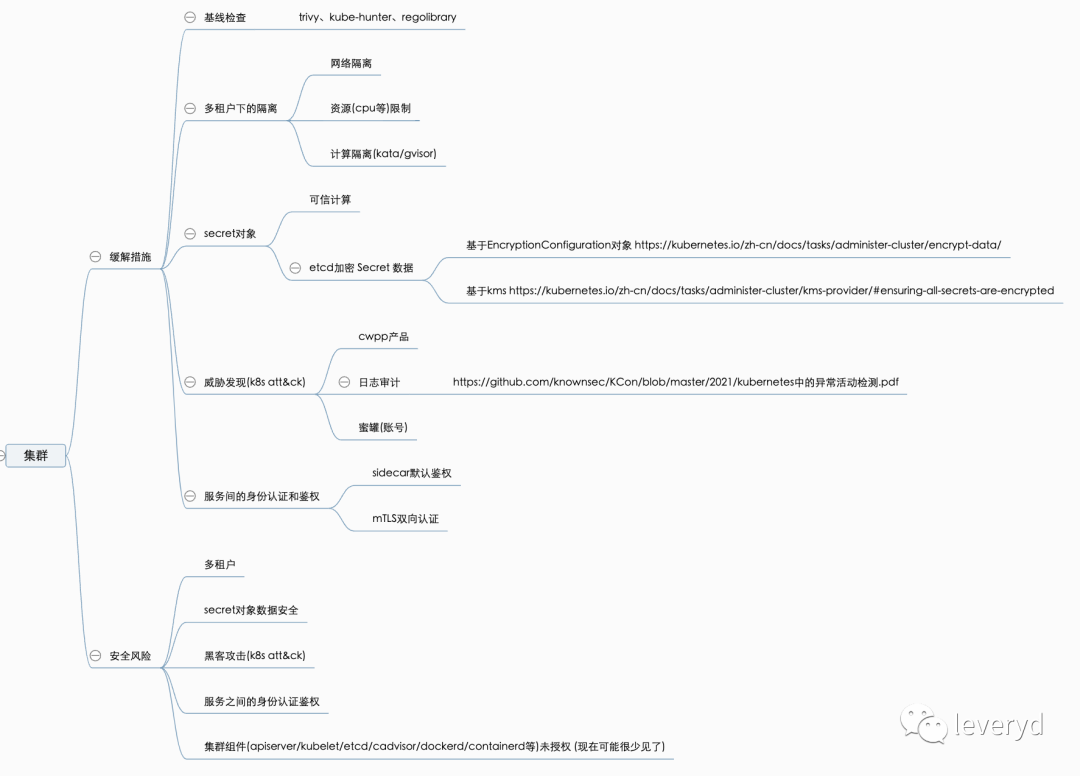 基线检查
trivy、kube-hunter、regolibrary
网络隔离
多租户下的隔离
资源(cpu等)限制
计算隔离(kata/gvisor)
可信计算
secret对象
基于EncryptionConfiguration对象 https://kubernetes.io/zh-cn/docs/tasks/administer-cluster/encrypt-data/
缓解措施
etcd加密 Secret 数据
基于kms https://kubernetes.io/zh-cn/docs/tasks/administer-cluster/kms-provider/#ensuring-all-secrets-are-encrypted
cwpp产品
威胁发现(k8s att&ck)
日志审计
https://github.com/knownsec/KCon/blob/master/2021/kubernetes中的异常活动检测.pdf
蜜罐(账号)
集群
sidecar默认鉴权
服务间的身份认证和鉴权
mTLS双向认证
多租户
secret对象数据安全
安全风险
黑客攻击(k8s att&ck)
服务之间的身份认证鉴权
集群组件(apiserver/kubelet/etcd/cadvisor/dockerd/containerd等)未授权 (现在可能很少见了)
leveryd